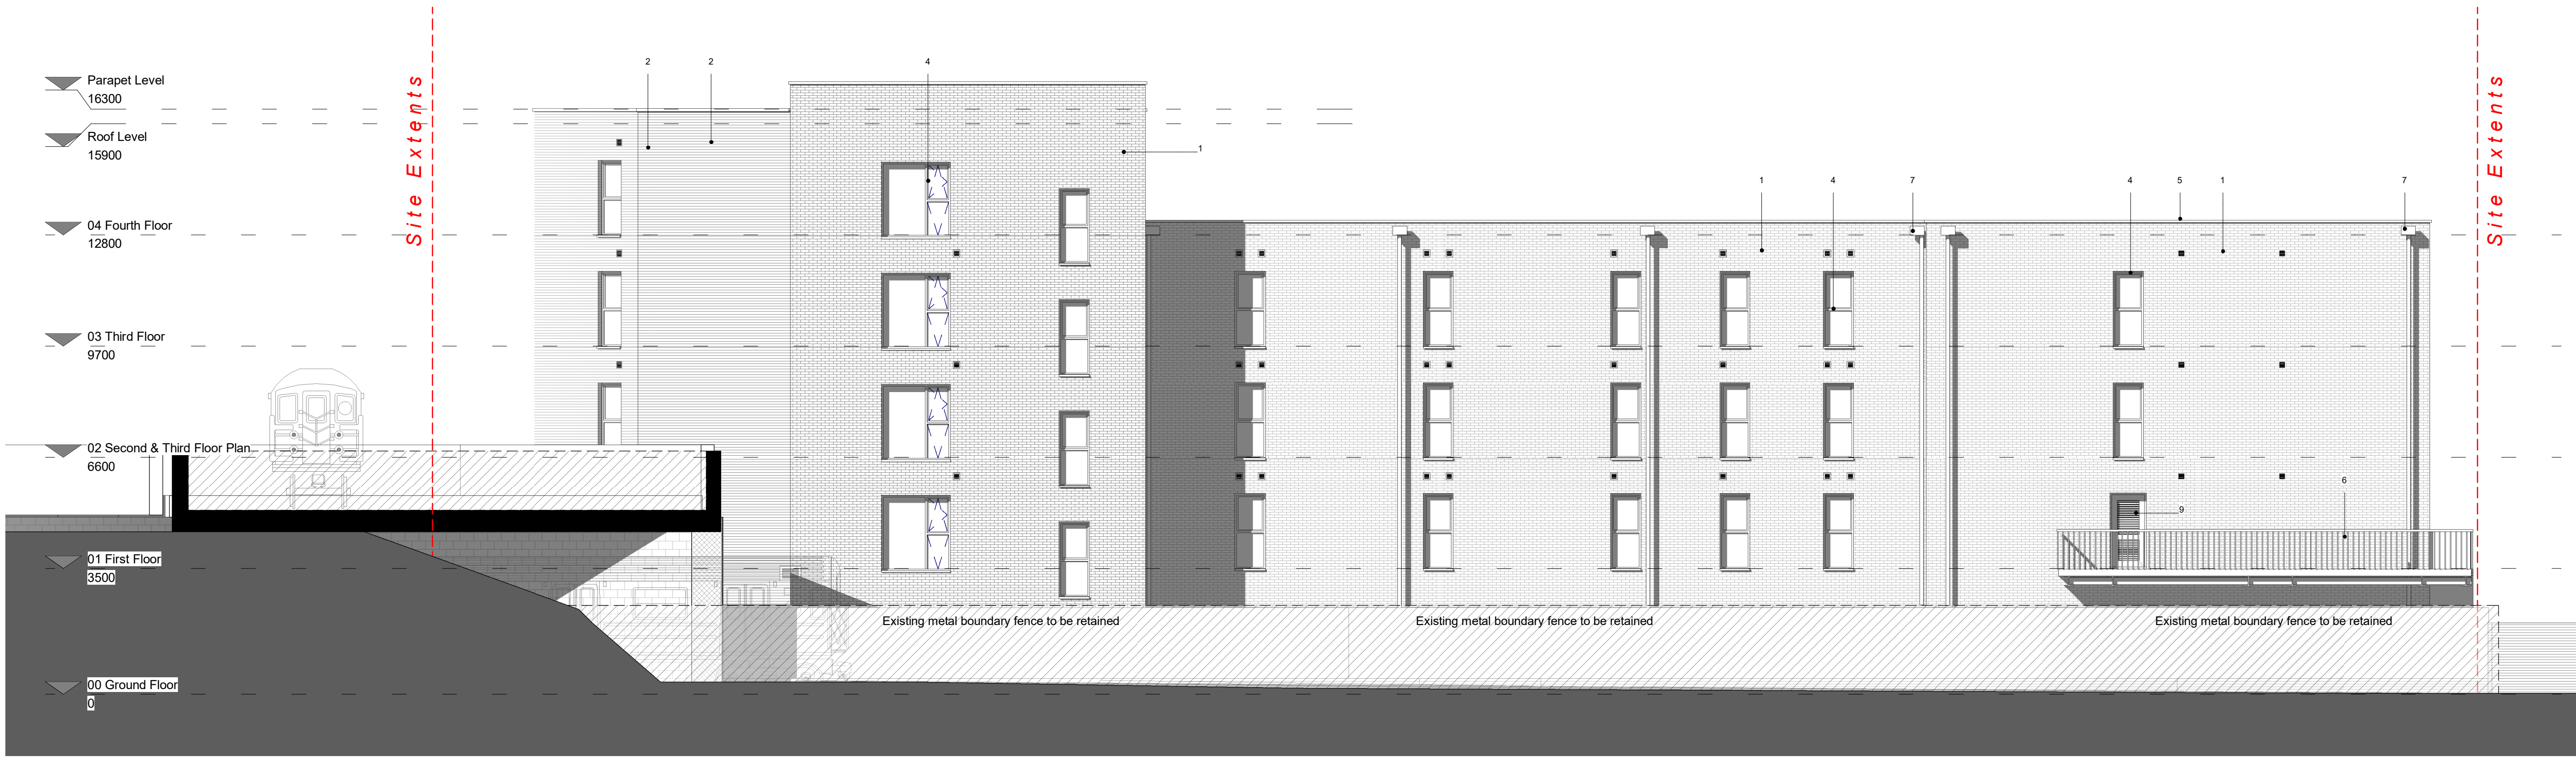 Parapet Level
16300
Roof Level
15900
04 Fourth Floor
12800
03 Third Floor
9700
02 Second & Third Floor Plan
6600
01 First Floor
3500
00 Ground Floor
0
Site Extents
2 2 4
1
1 4 7 4 5 1 7
6
9
Site Extents
Existing metal boundary fence to be retained
Existing metal boundary fence to be retained
Existing metal boundary fence to be retained